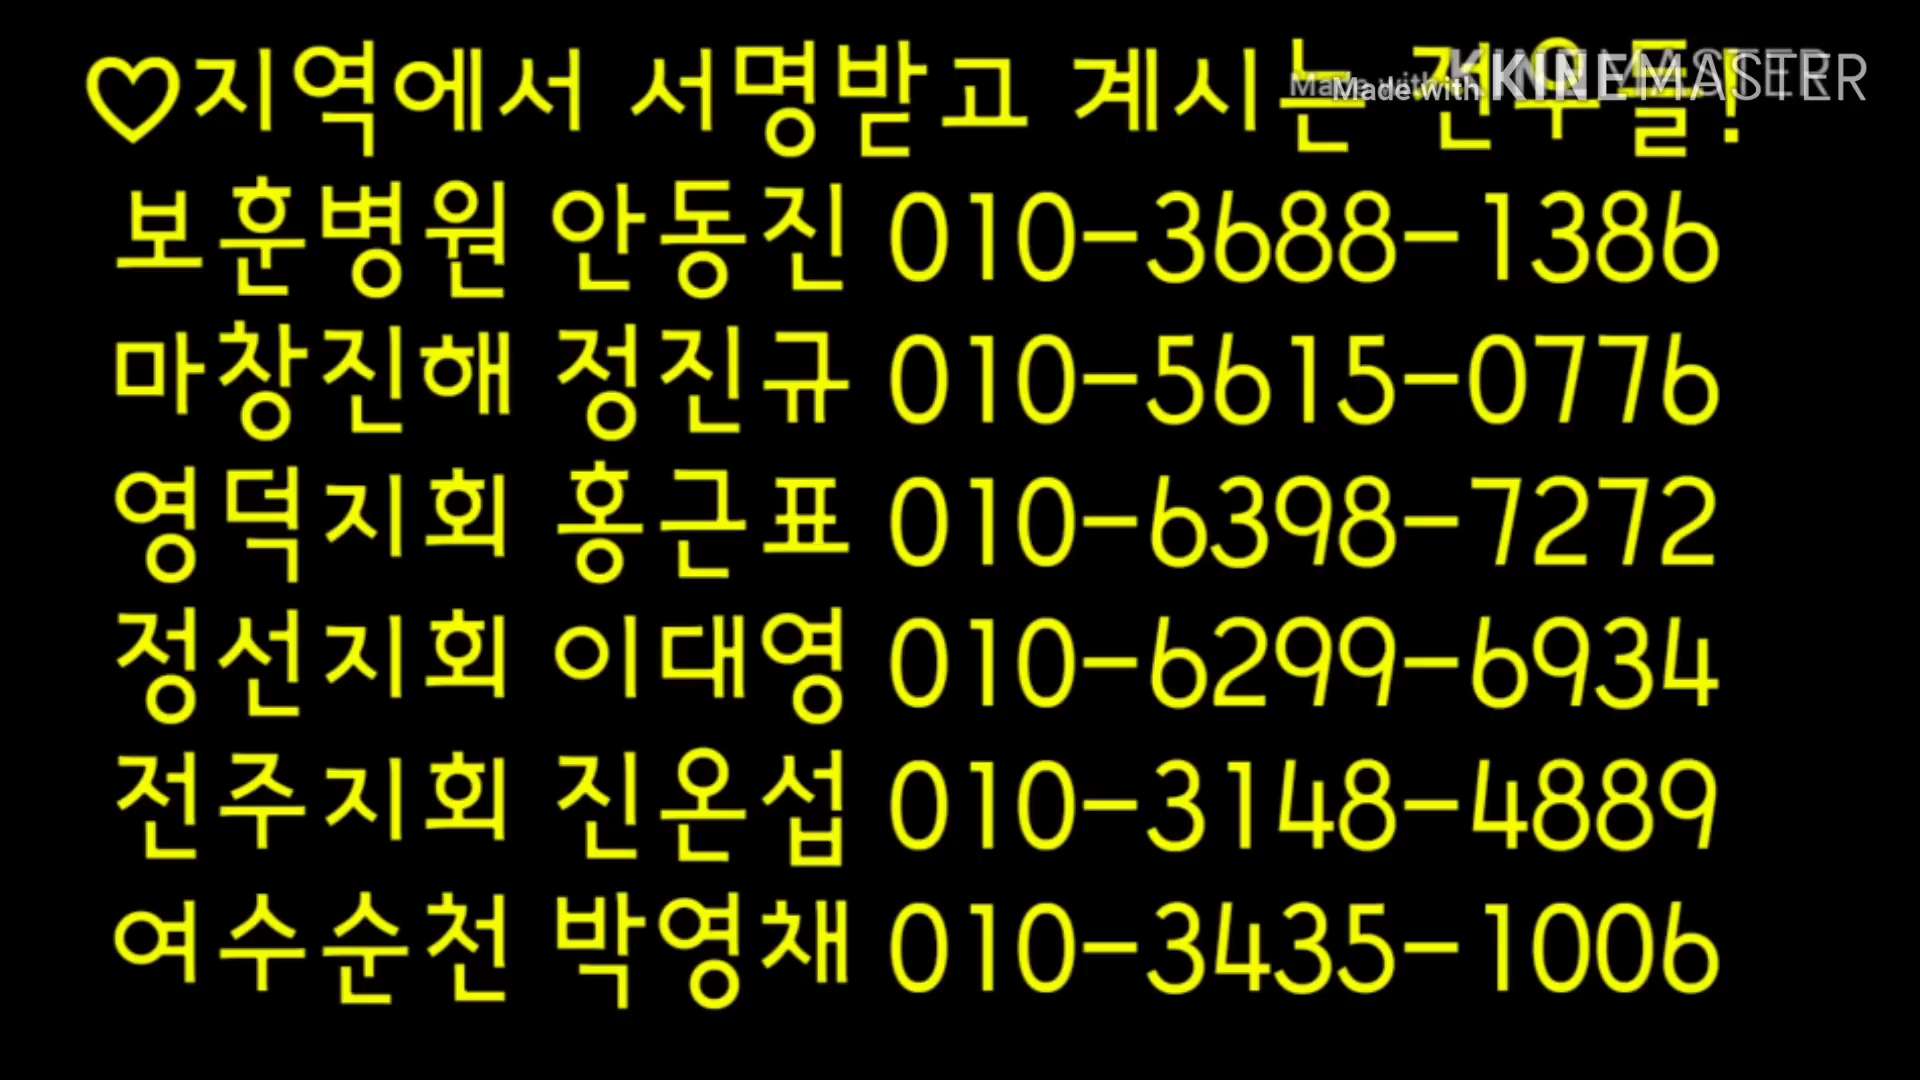 ♡지역에서 서명받고 계시는 전우들!
Made with KINEMASTER
보훈병원 안동진 010-3688-1386
마창진해 정진규 010-5615-0776
영덕지회 홍근표 010-6398-7272
정선지회 이대영 010-6299-6934
전주지회 진온섭 010-3148-4889
여수순천 박영채 010-3435-1006